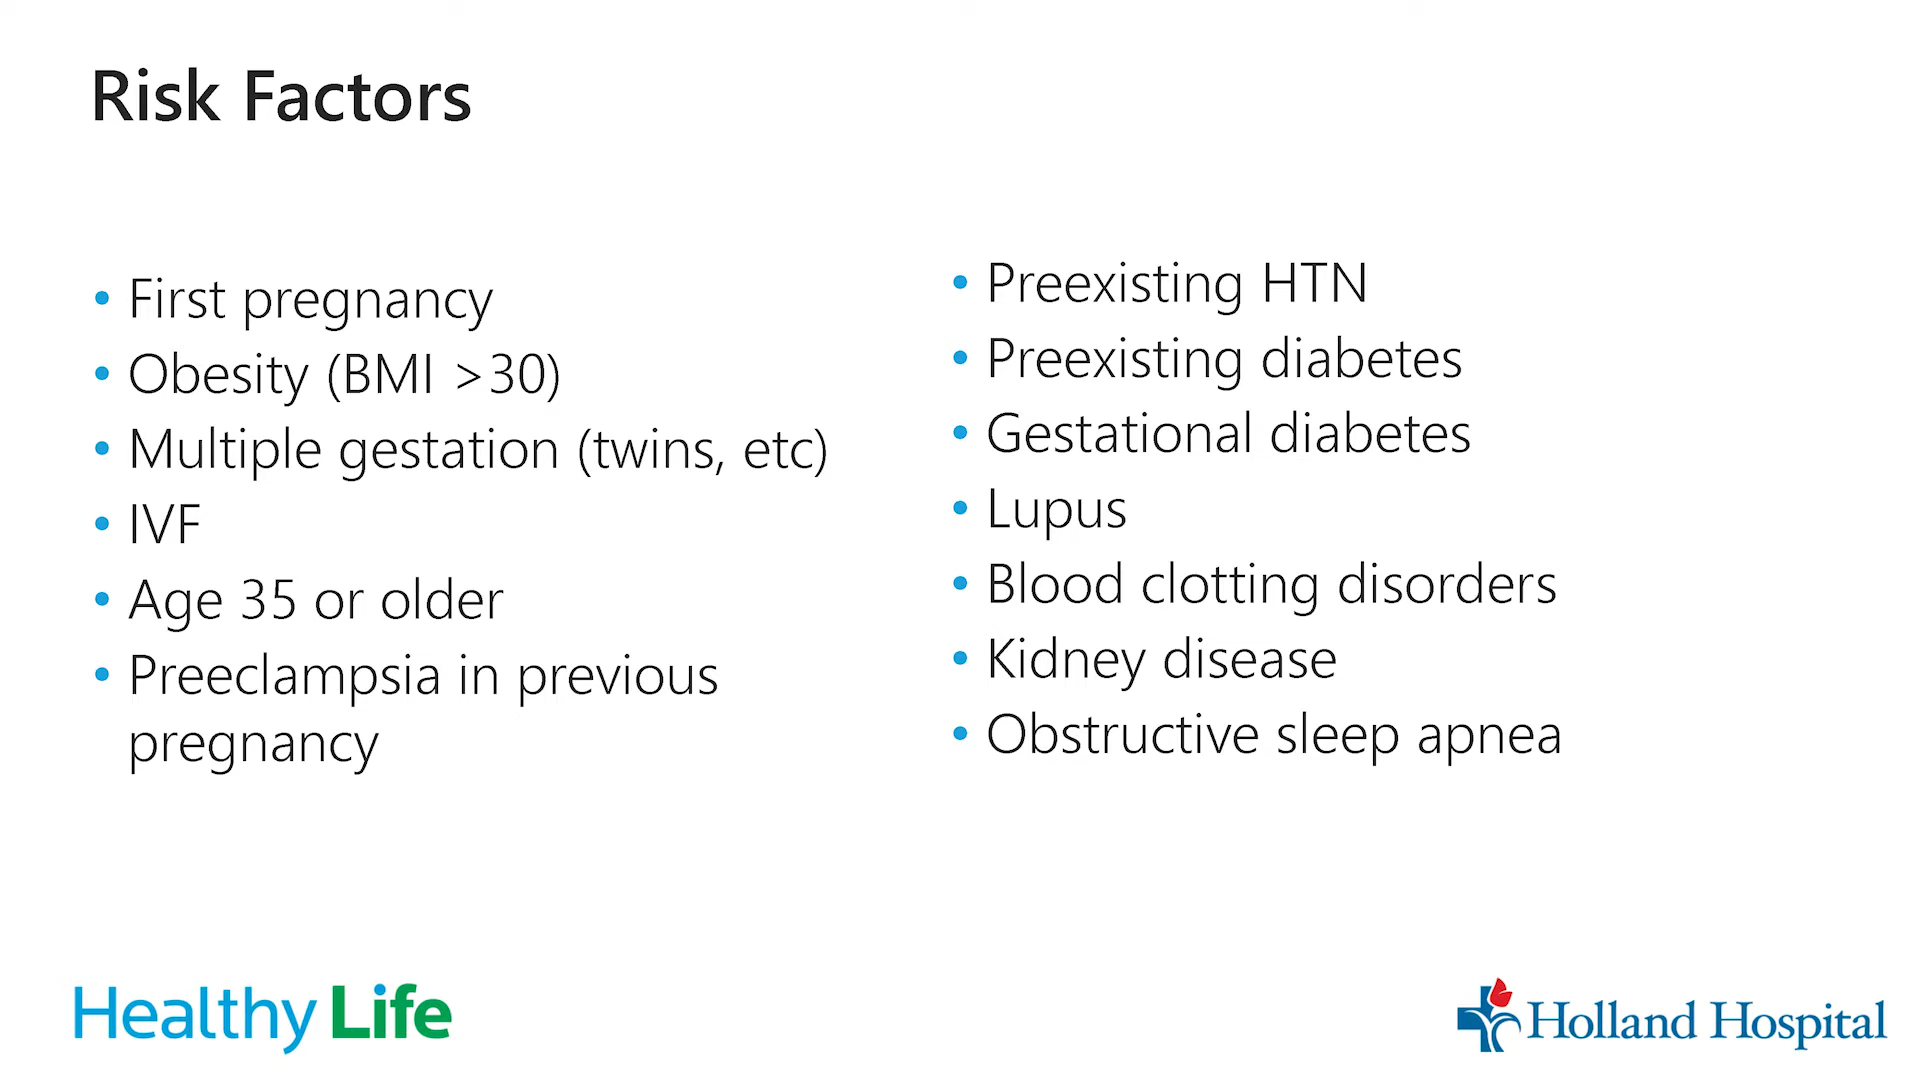 Risk Factors
• First pregnancy
• Obesity (BMI >30)
• Multiple gestation (twins, etc)
• IVF
• Age 35 or older
• Preeclampsia in previous
pregnancy
• Preexisting HTN
• Preexisting diabetes
• Gestational diabetes
• Lupus
• Blood clotting disorders
• Kidney disease
• Obstructive sleep apnea
Healthy Life
Holland Hospital